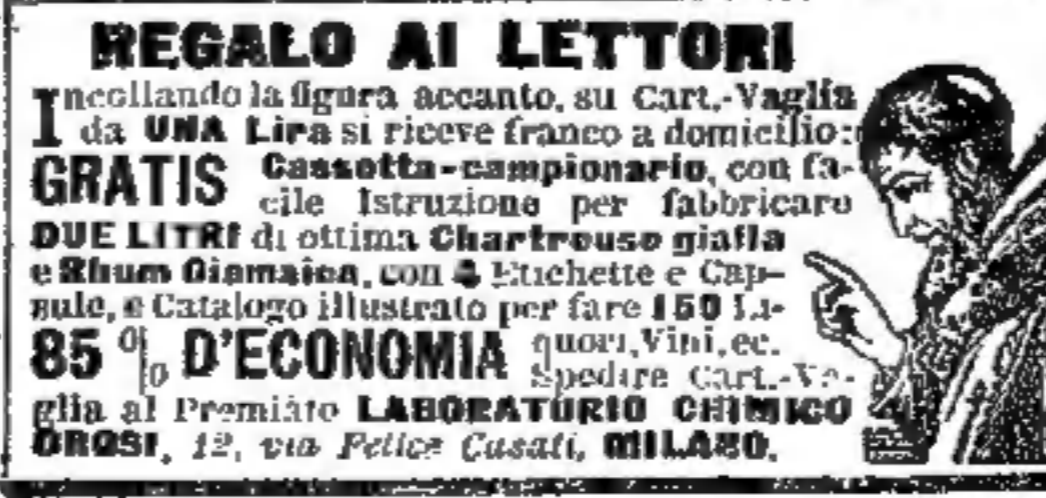 REGALO AI LETTORI
Incollando la figura accanto, su Cart.-Vaglia
da UNA Lira si riceve franco a domicilio:
GRATIS Cassetta-campionario, con fa-
cile Istruzione per fabbricare
DUE LITRI di ottima Chartreuse gialla
e Rhum Giamaica, con 4 Etichette e Cap-
sule, e Catalogo illustrato per fare 150 Li-
85 % D'ECONOMIA quori, Vini, ec.
Spedire Cart.-Va-
glia al Premiato LABORATORIO CHIMICO
OROSI, 12, via Felice Casati, MILANO.